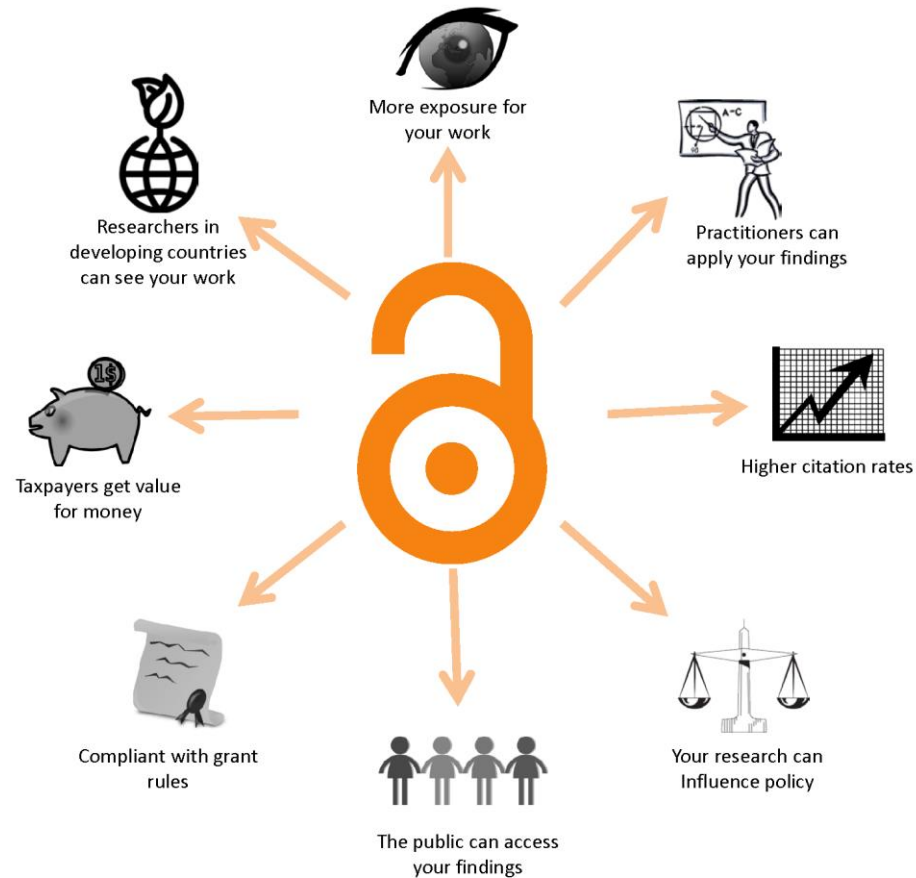 More exposure for
your work
A-C
Practitioners can
apply your findings
Higher citation rates
Your research can
Influence policy
The public can access
your findings
Compliant with grant
rules
1$
Taxpayers get value
for money
Researchers in
developing countries
can see your work